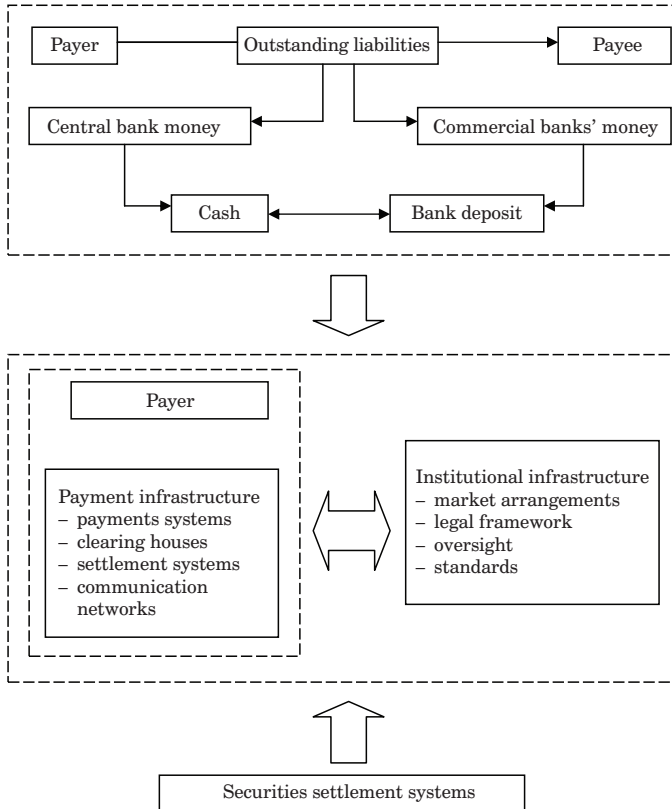 Payer
Outstanding liabilities
Payee
Central bank money
Commercial banks’ money
Cash
Bank deposit
Payer
Payment infrastructure
– payments systems
– clearing houses
– settlement systems
– communication
networks
Institutional infrastructure
– market arrangements
– legal framework
– oversight
– standards
Securities settlement systems